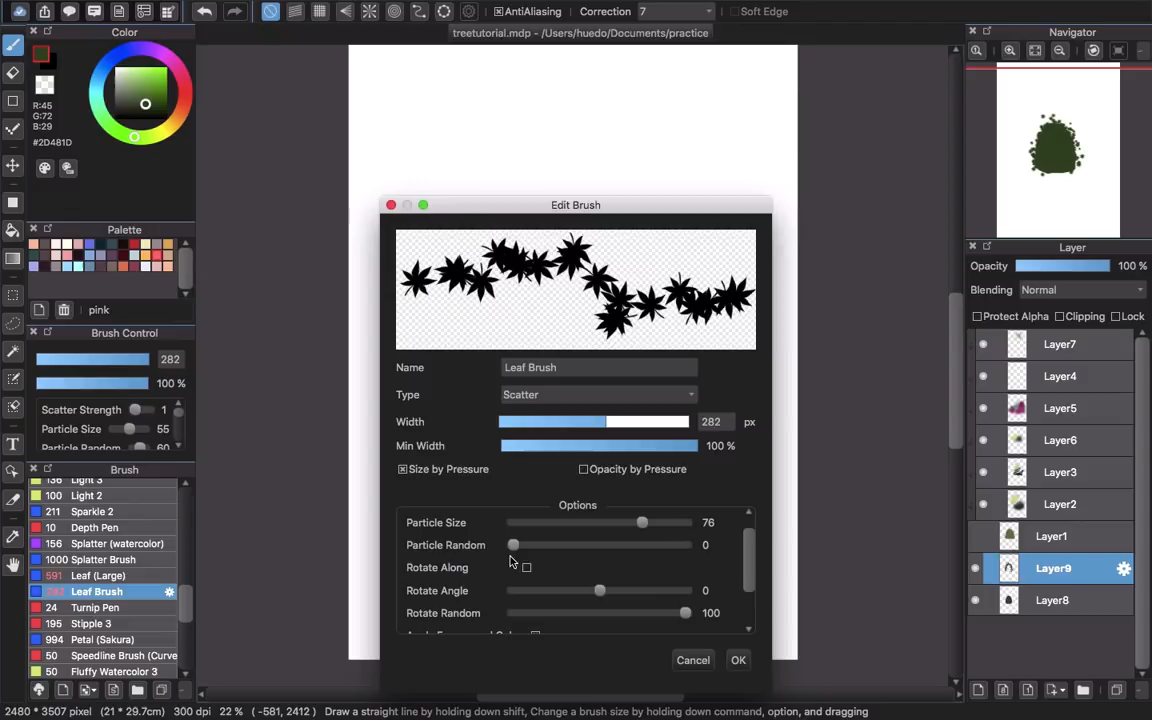 AntiAliasing Correction 7 Soft Edge
treetutorial.mdp - /Users/huedo/Documents/practice
Color
R:45
G:72
B:29
#2D481D
Palette
pink
Brush Control
282
100 %
Scatter Strength 1
Particle Size 55
Particle Random 60
Brush
136 Light 3
100 Light 2
211 Sparkle 2
10 Depth Pen
156 Splatter (watercolor)
1000 Splatter Brush
591 Leaf (Large)
282 Leaf Brush
24 Turnip Pen
195 Stipple 3
994 Petal (Sakura)
50 Speedline Brush (Curve
50 Fluffy Watercolor 3
Edit Brush
Name Leaf Brush
Type Scatter
Width 282 px
Min Width 100 %
Size by Pressure Opacity by Pressure
Options
Particle Size 76
Particle Random 0
Rotate Along
Rotate Angle 0
Rotate Random 100
Cancel OK
Navigator
Layer
Opacity 100 %
Blending Normal
Protect Alpha Clipping Lock
Layer7
Layer4
Layer5
Layer6
Layer3
Layer2
Layer1
Layer9
Layer8
2480 * 3507 pixel (21 * 29.7cm) 300 dpi 22 % ( -581, 2412 ) Draw a straight line by holding down shift, Change a brush size by holding down command, option, and dragging